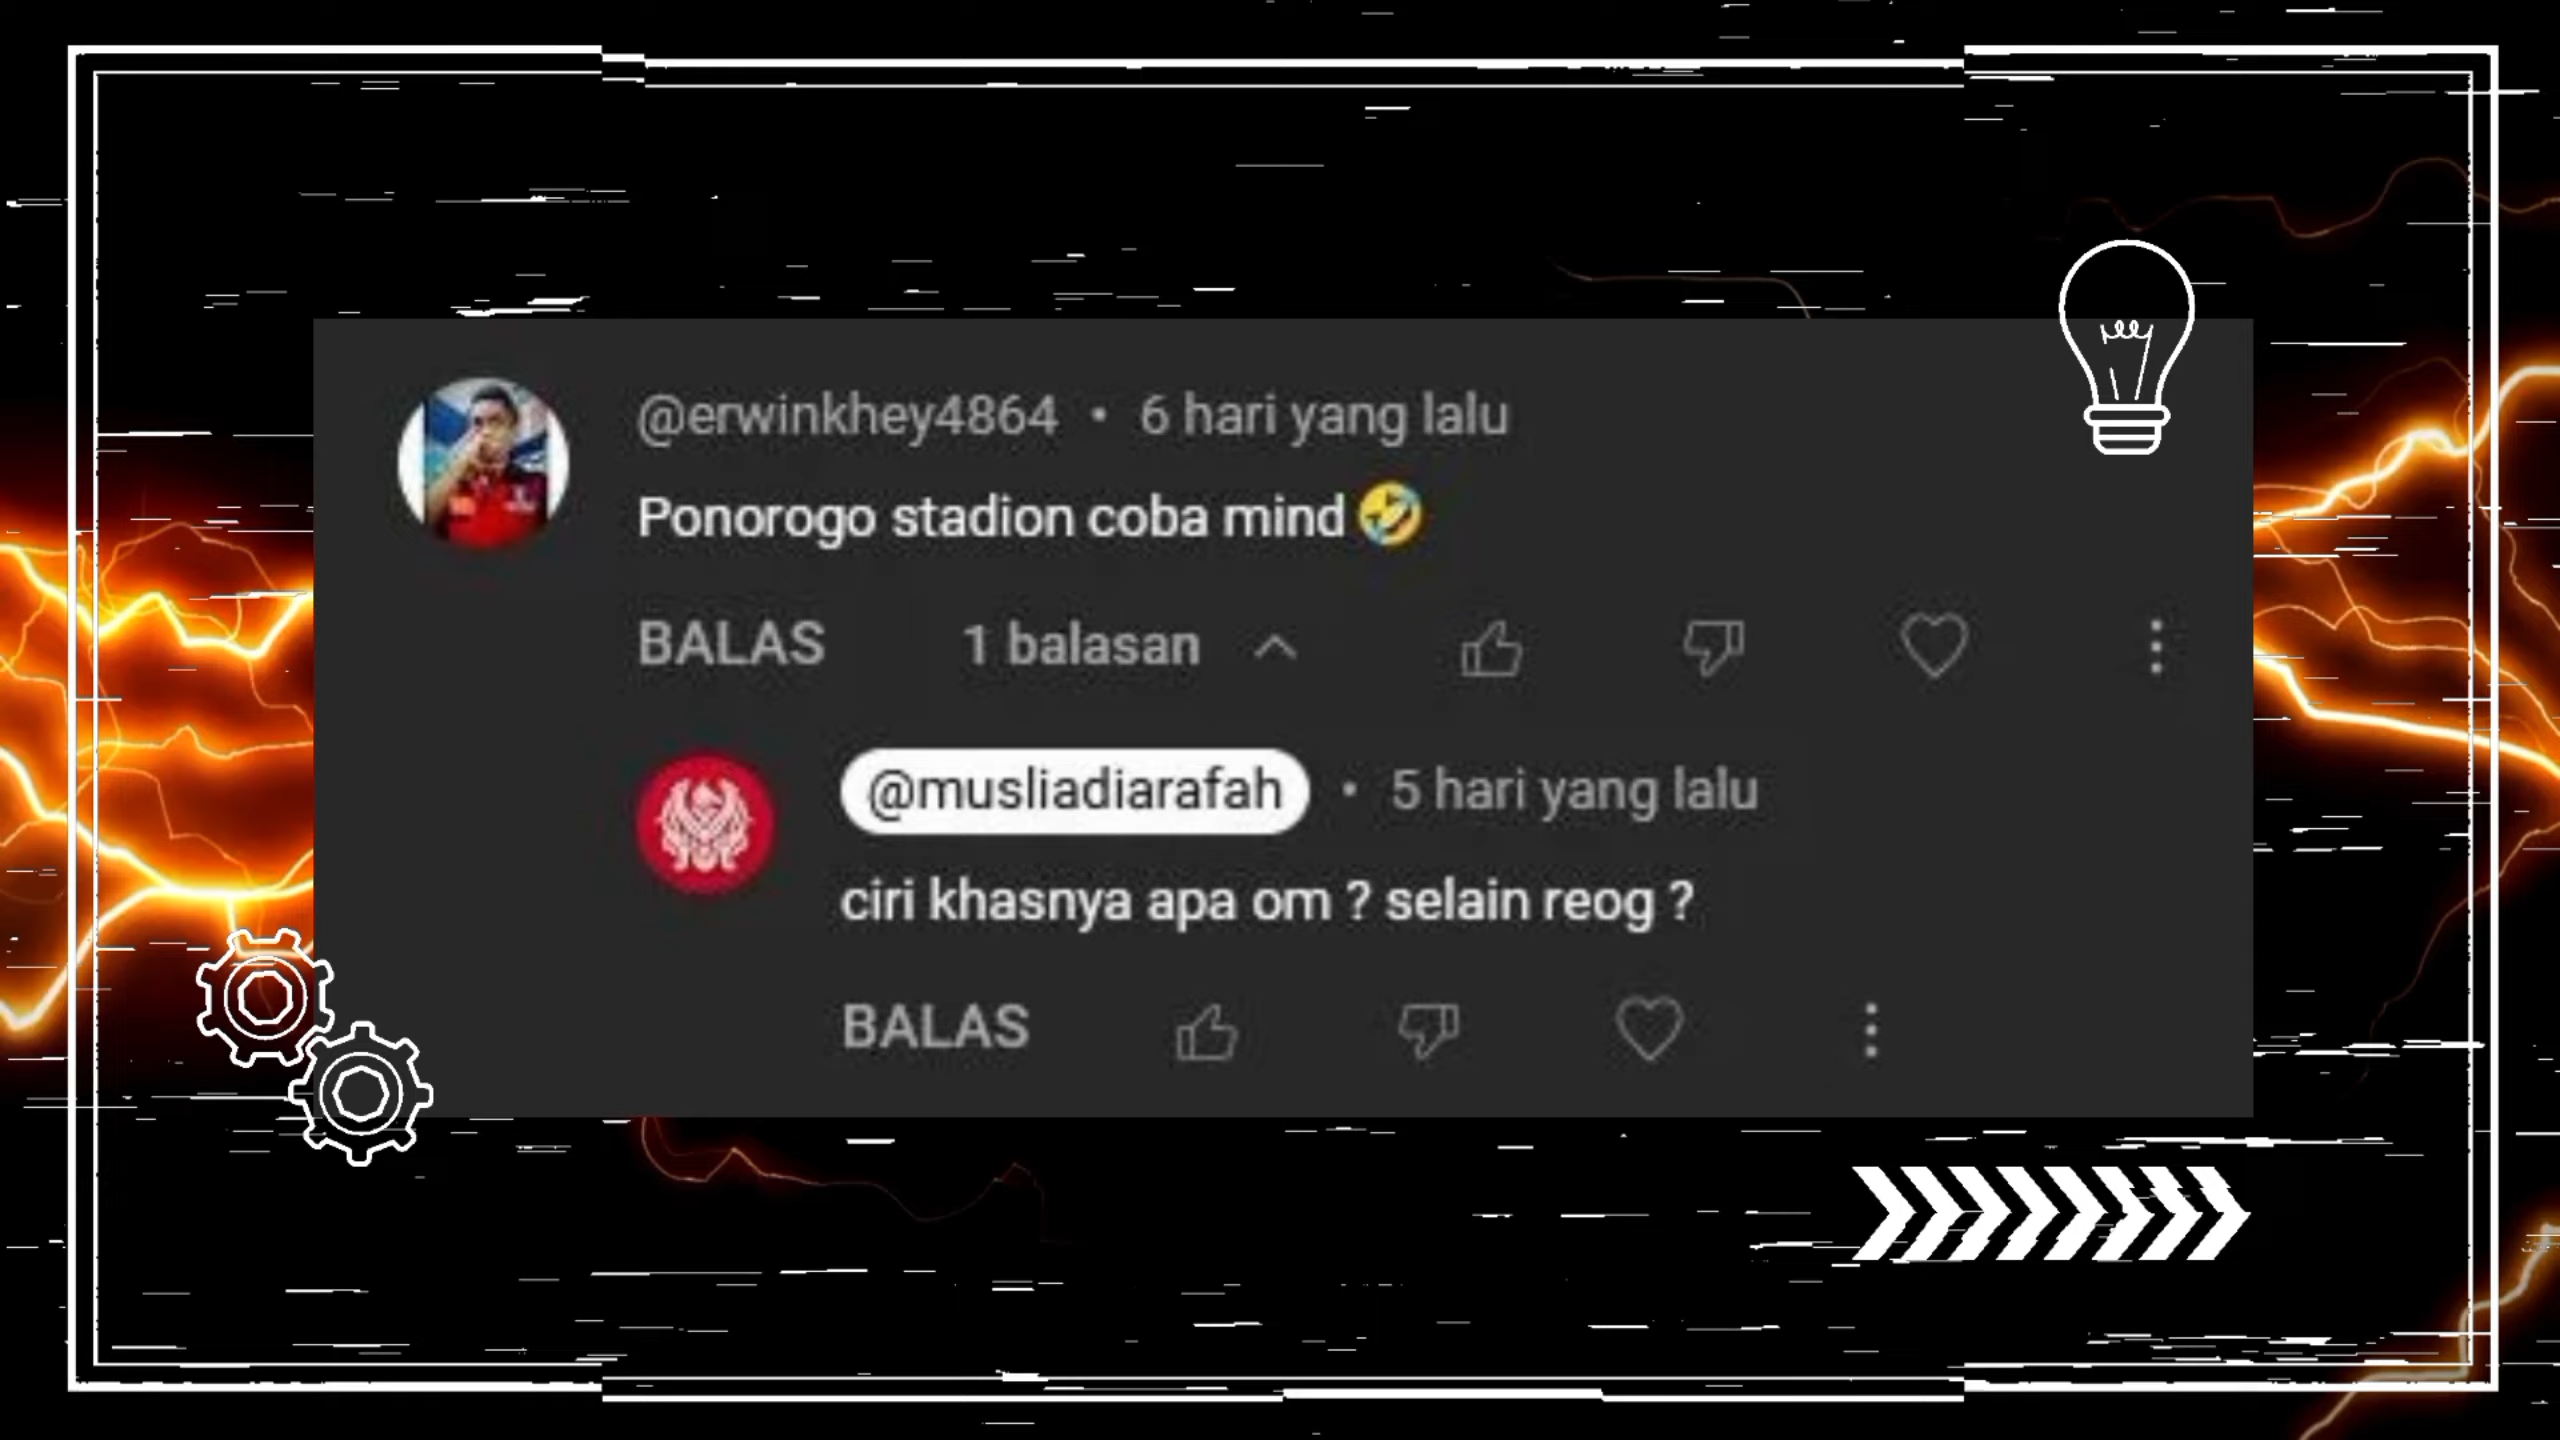 @erwinkhey4864 • 6 hari yang lalu
Ponorogo stadion coba mind🤣
BALAS 1 balasan
@musliadiarafah • 5 hari yang lalu
ciri khasnya apa om ? selain reog ?
BALAS